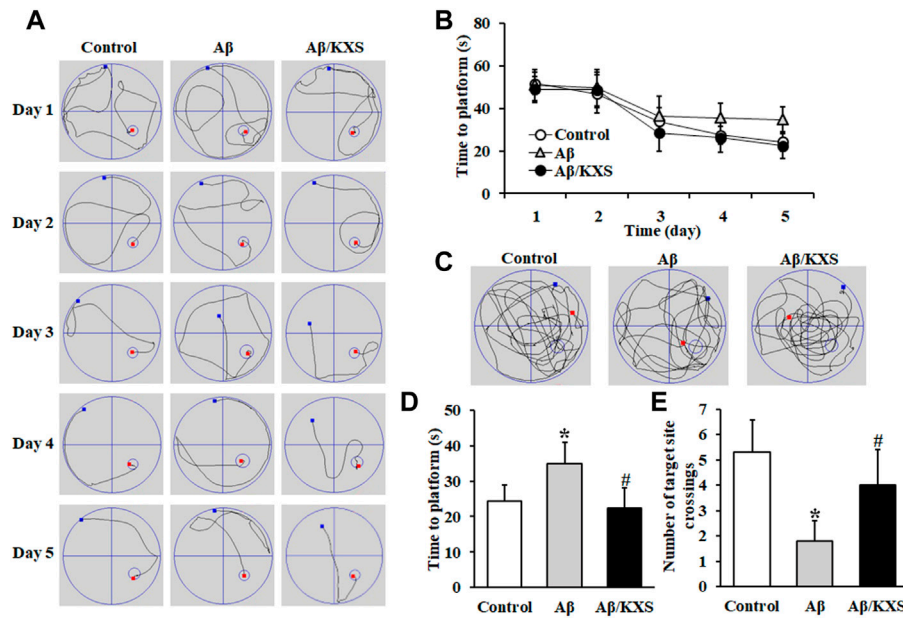 A
Control Aβ Aβ/KXS
Day 1
Day 2
Day 3
Day 4
Day 5
B
Time to platform (s)
80
60
40
20
0
Control
Aβ
Aβ/KXS
1 2 3 4 5
Time (day)
C
Control Aβ Aβ/KXS
D
Time to platform (s)
50
40
30
20
10
0
*
#
Control Aβ Aβ/KXS
E
Number of target site
crossings
7
6
5
4
3
2
1
0
*
#
Control Aβ Aβ/KXS